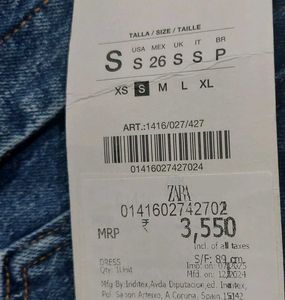 TALLA / SIZE / TAILLE
S USA S MEX 26 UK S IT S BR P
XS S M L XL
ART.: 1416/027/427
01416027427024
ZARA
0141602742702
MRP ₹ 3,550
incl. of all taxes
DRESS S/F: 89 cm
Qty. 1Unit
Mfg By: Inditex,Avda Diputacion,ed. Inditex,
Pol. Sabon Arteixo, A Coruna, Spain 15142